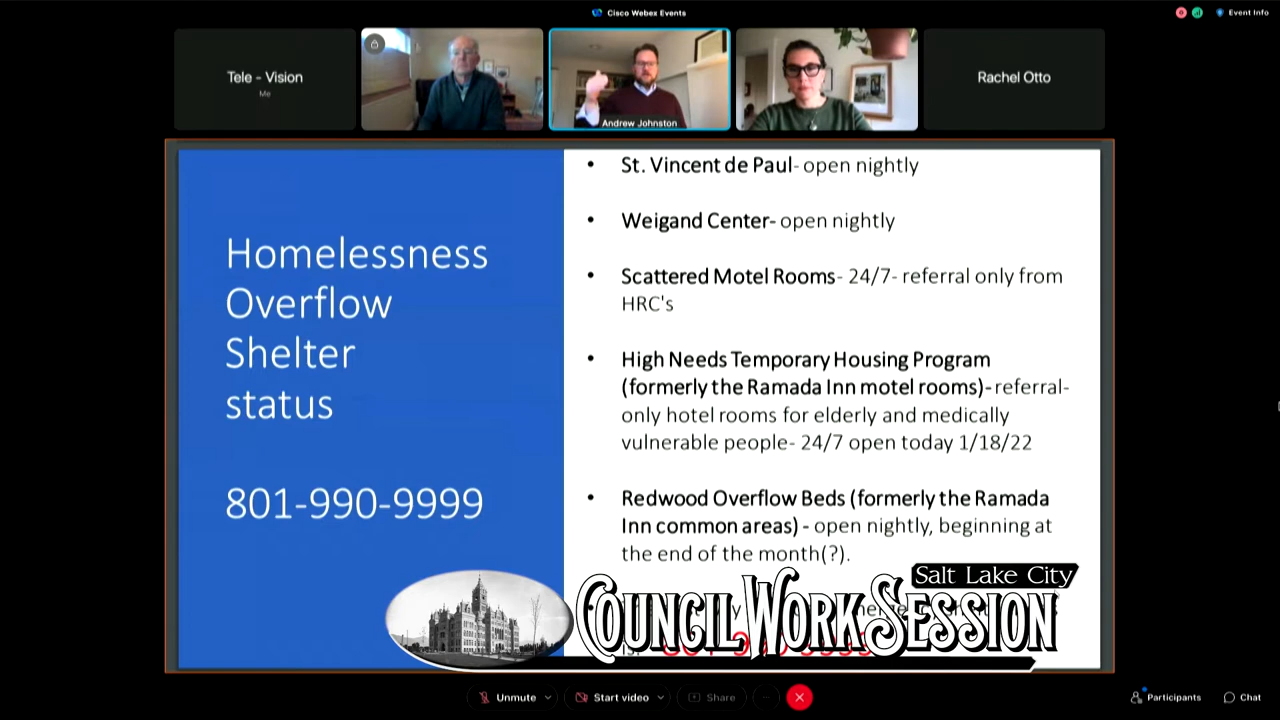 Cisco Webex Events
Event Info
Tele - Vision
Me
Andrew Johnston
Rachel Otto
Homelessness
Overflow
Shelter
status
801-990-9999
• St. Vincent de Paul- open nightly
• Weigand Center- open nightly
• Scattered Motel Rooms- 24/7- referral only from
HRC's
• High Needs Temporary Housing Program
(formerly the Ramada Inn motel rooms)- referral-
only hotel rooms for elderly and medically
vulnerable people- 24/7 open today 1/18/22
• Redwood Overflow Beds (formerly the Ramada
Inn common areas) - open nightly, beginning at
the end of the month(?).
Salt Lake City
COUNCIL WORK SESSION
Unmute
Start video
Share
Participants
Chat